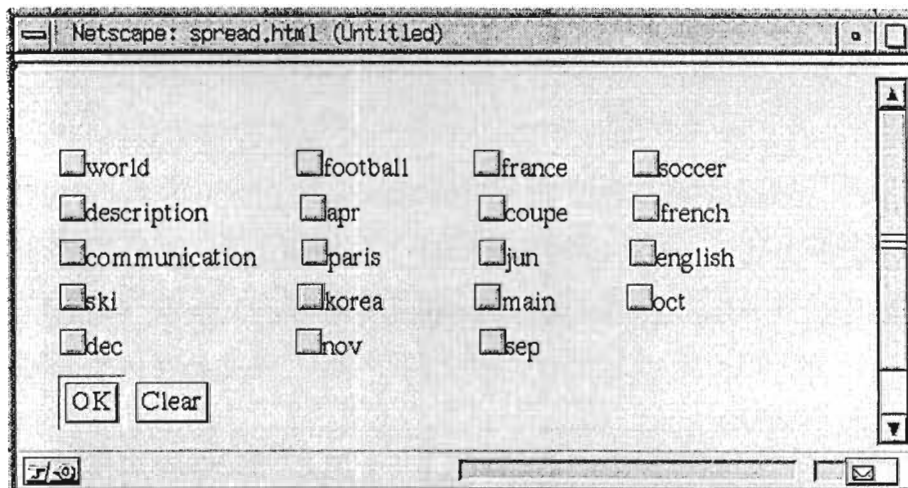 Netscape: spread.html (Untitled)
world football france soccer
description apr coupe french
communication paris jun english
ski korea main oct
dec nov sep
OK Clear